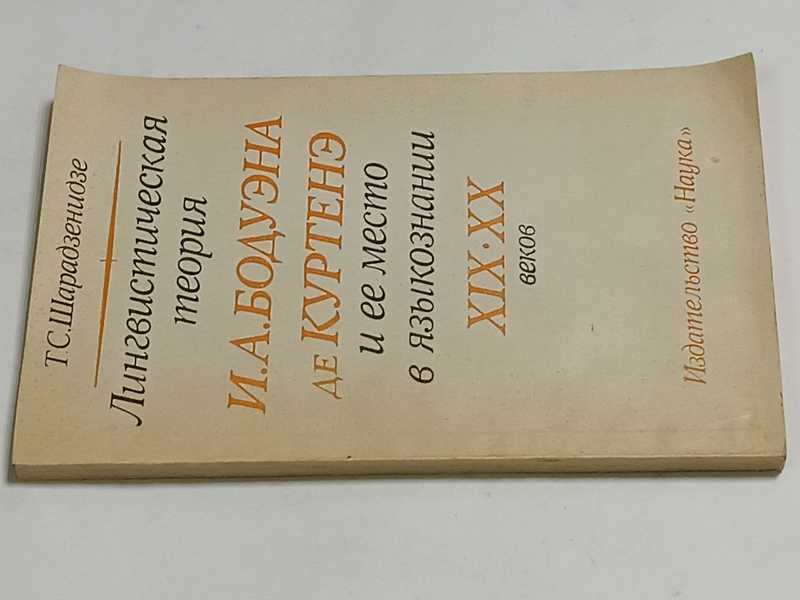 Т.С.Шарадзенидзе
Лингвистическая
теория
И.А.БОДУЭНА
ДЕ КУРТЕНЭ
и ее место
в языкознании
XIX·XX
веков
Издательство «Наука»